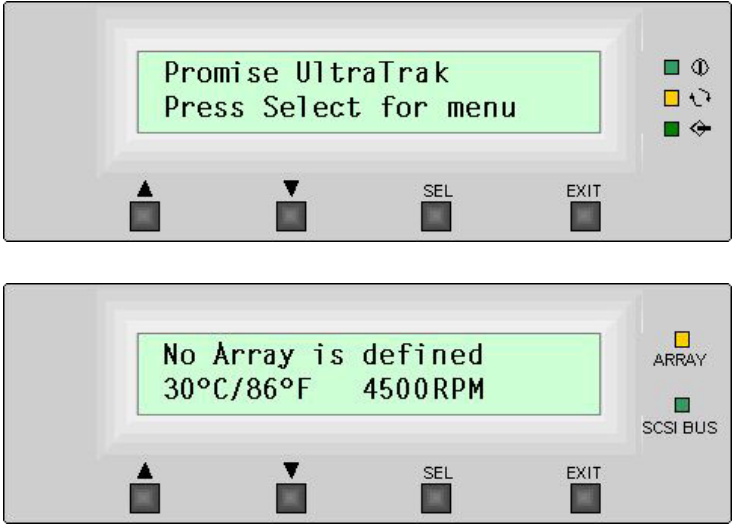 Promise UltraTrak
Press Select for menu
▲ ▼ SEL EXIT
No Array is defined
30°C/86°F 4500RPM
ARRAY
SCSI BUS
▲ ▼ SEL EXIT